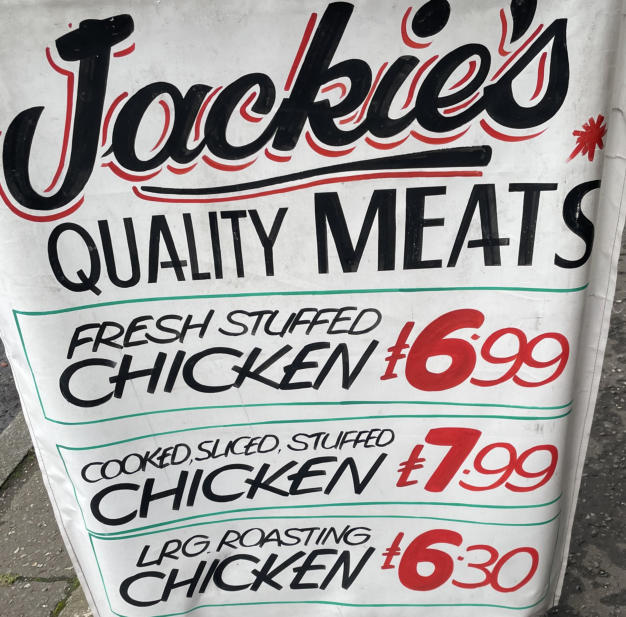 Jackie's
QUALITY MEATS
FRESH STUFFED
CHICKEN £6.99
COOKED, SLICED, STUFFED
CHICKEN £7.99
LRG. ROASTING
CHICKEN £6.30